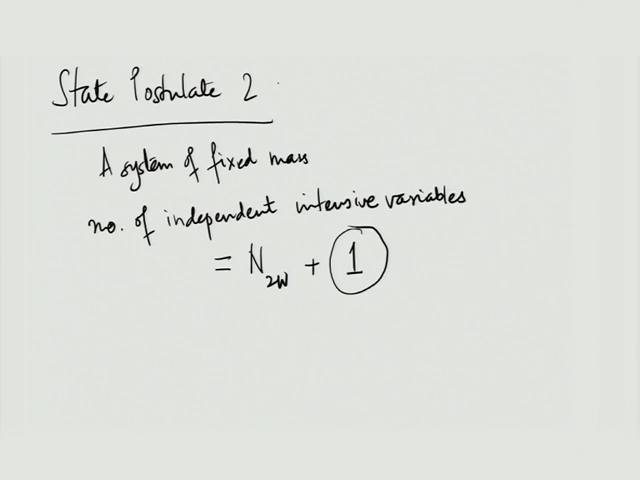 State Postulate 2
A system of fixed mass
no. of independent intensive variables
= N2W + 1